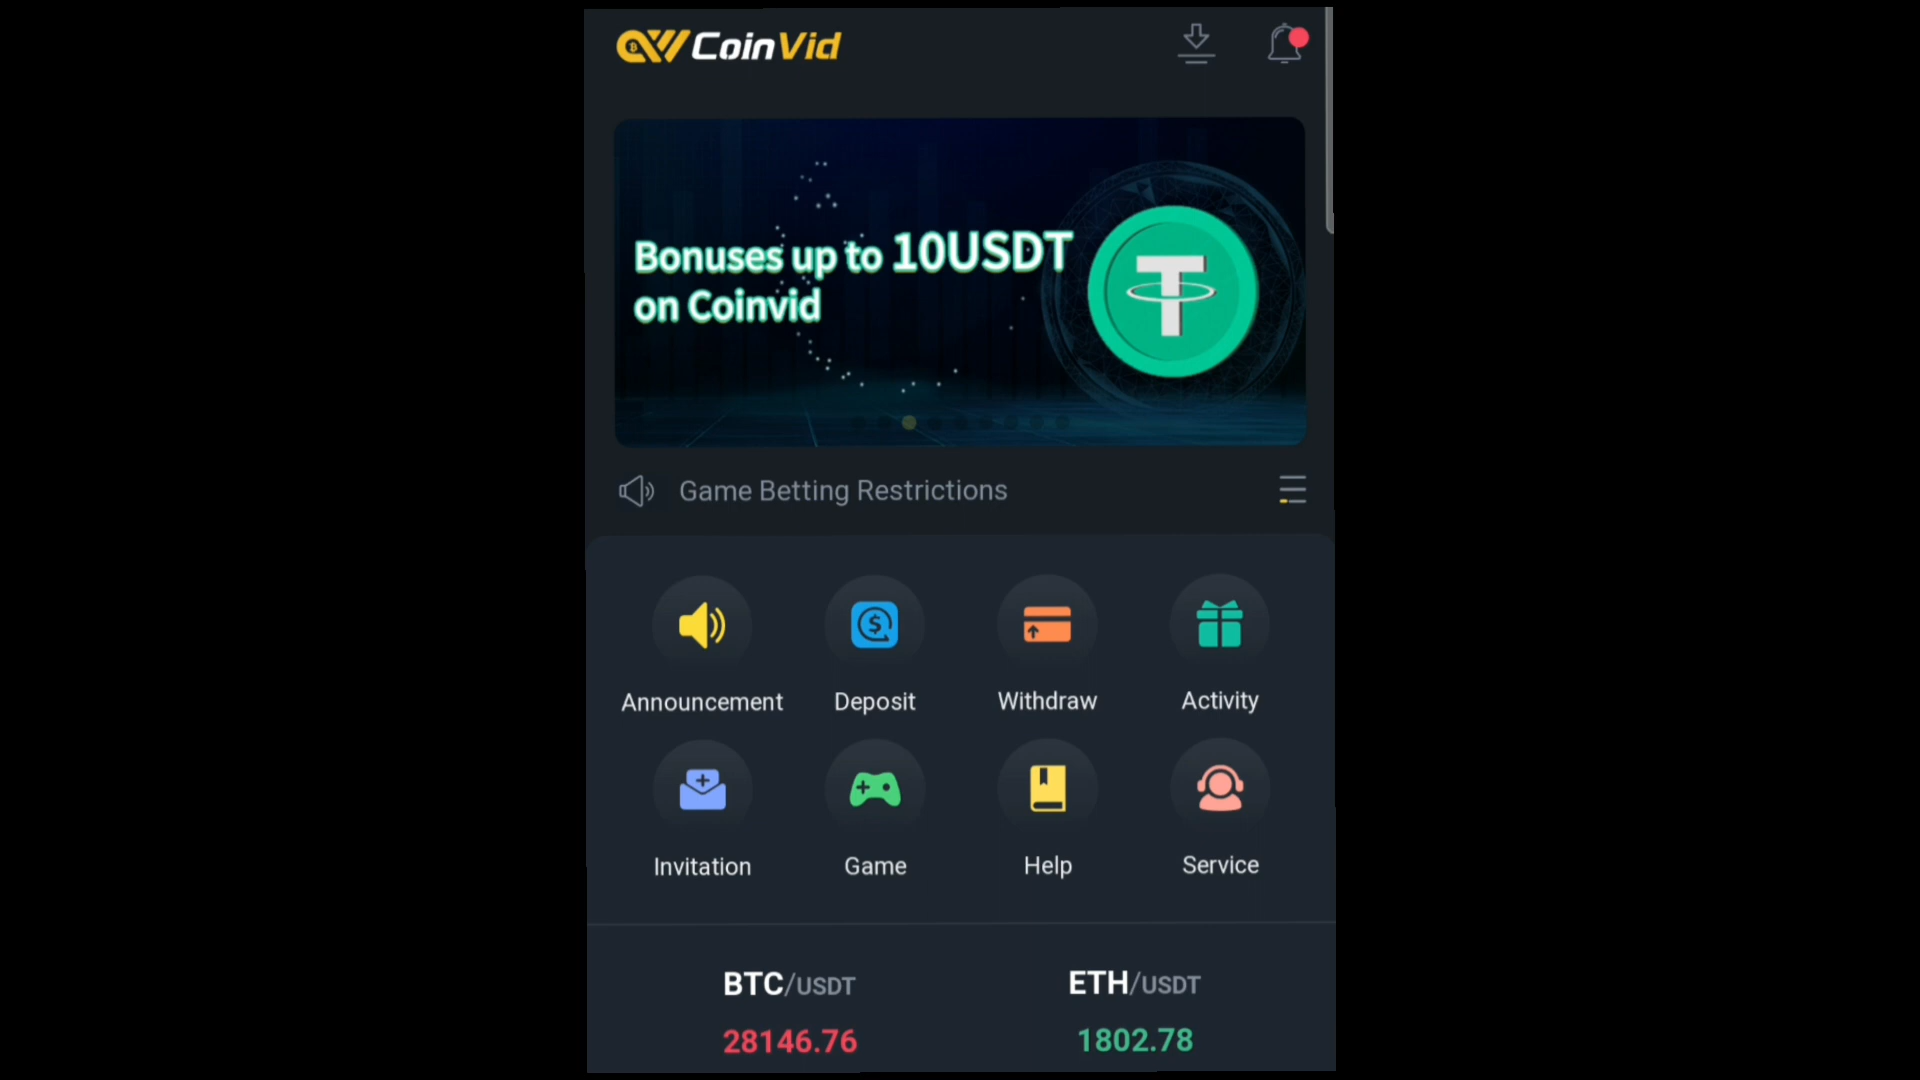 CoinVid
Bonuses up to 10USDT
on Coinvid
Game Betting Restrictions
Announcement Deposit Withdraw Activity
Invitation Game Help Service
BTC/USDT ETH/USDT
28146.76 1802.78